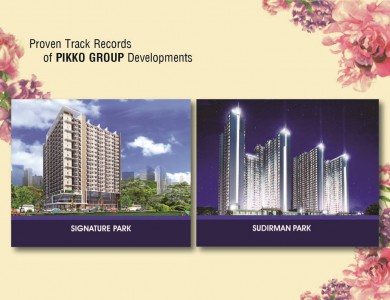 Proven Track Records
of PIKKO GROUP Developments
SIGNATURE PARK
SUDIRMAN PARK